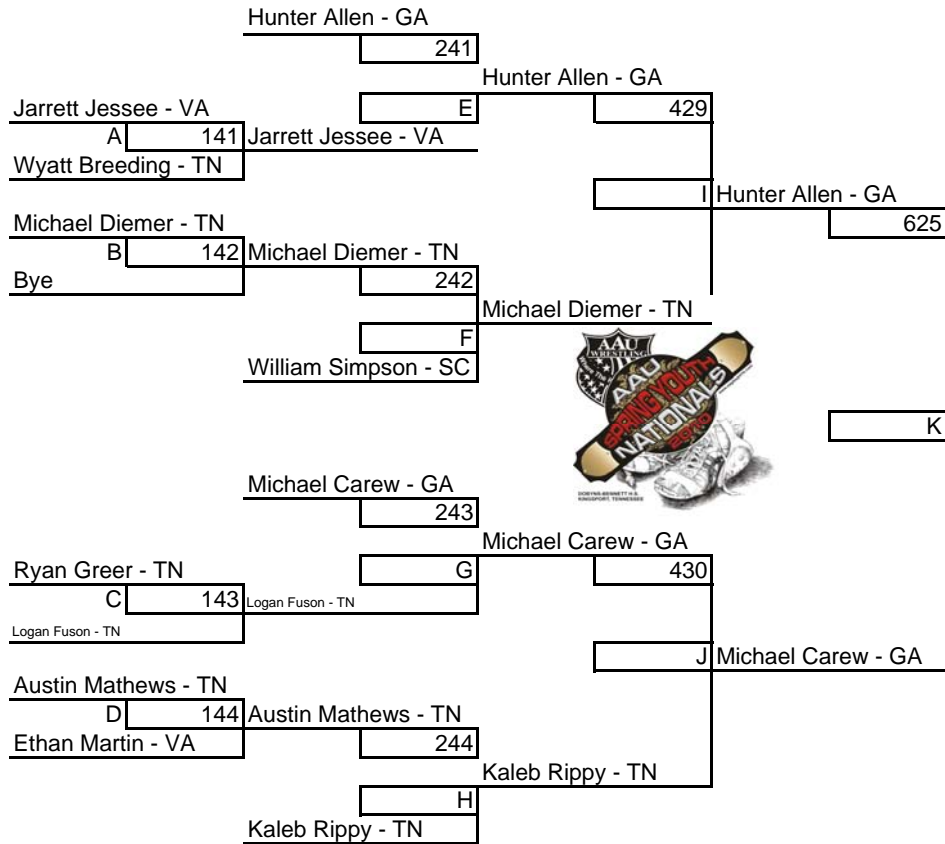 Hunter Allen - GA
241
Hunter Allen - GA
Jarrett Jessee - VA
E
429
A
141
Jarrett Jessee - VA
Wyatt Breeding - TN
I
Hunter Allen - GA
Michael Diemer - TN
625
B
142
Michael Diemer - TN
Bye
242
Michael Diemer - TN
F
William Simpson - SC
AAU
WRESTLING
AAU
SPRING YOUTH
NATIONALS
2010
DOBYNS-BENNETT H.S.
KINGSPORT, TENNESSEE
K
Michael Carew - GA
243
Michael Carew - GA
Ryan Greer - TN
G
430
C
143
Logan Fuson - TN
Logan Fuson - TN
J
Michael Carew - GA
Austin Mathews - TN
D
144
Austin Mathews - TN
Ethan Martin - VA
244
Kaleb Rippy - TN
H
Kaleb Rippy - TN